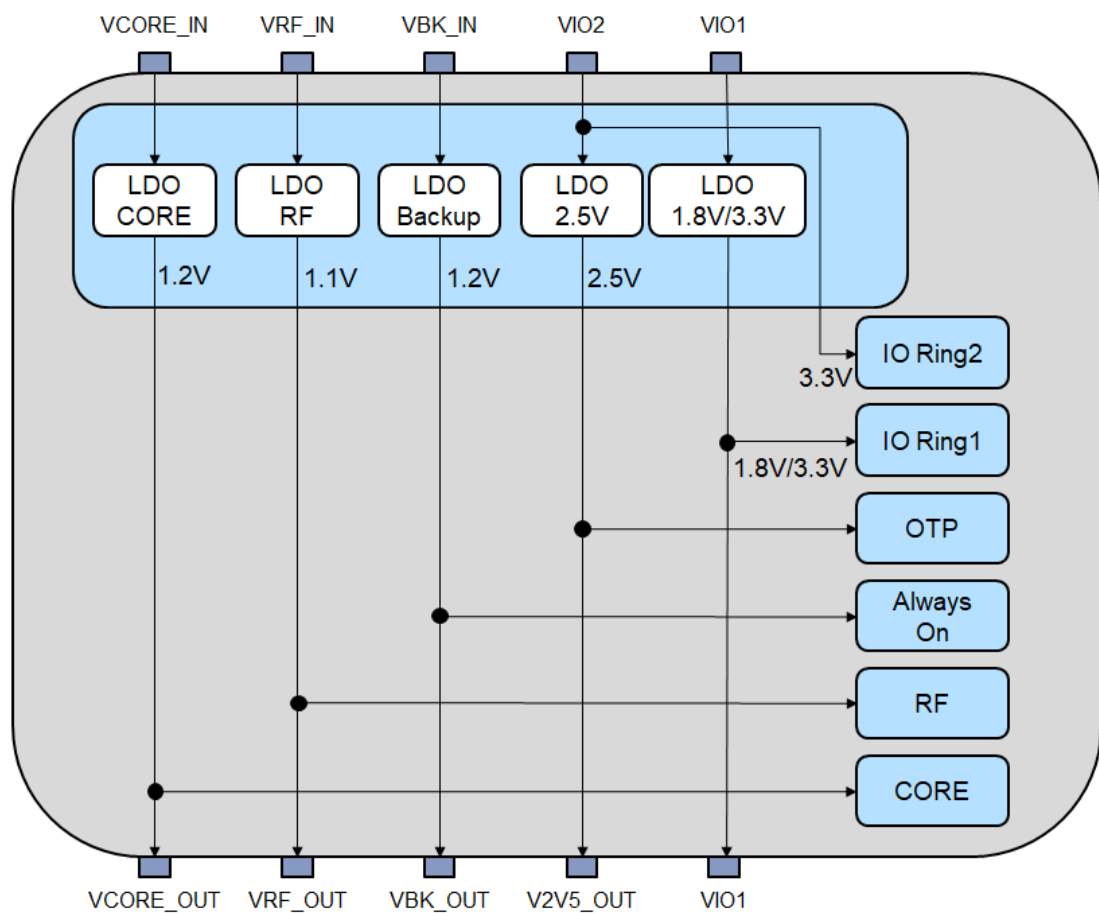 VCORE_IN
VRF_IN
VBK_IN
VIO2
VIO1
LDO
CORE
LDO
RF
LDO
Backup
LDO
2.5V
LDO
1.8V/3.3V
1.2V
1.1V
1.2V
2.5V
IO Ring2
3.3V
IO Ring1
1.8V/3.3V
OTP
Always
On
RF
CORE
VCORE_OUT
VRF_OUT
VBK_OUT
V2V5_OUT
VIO1